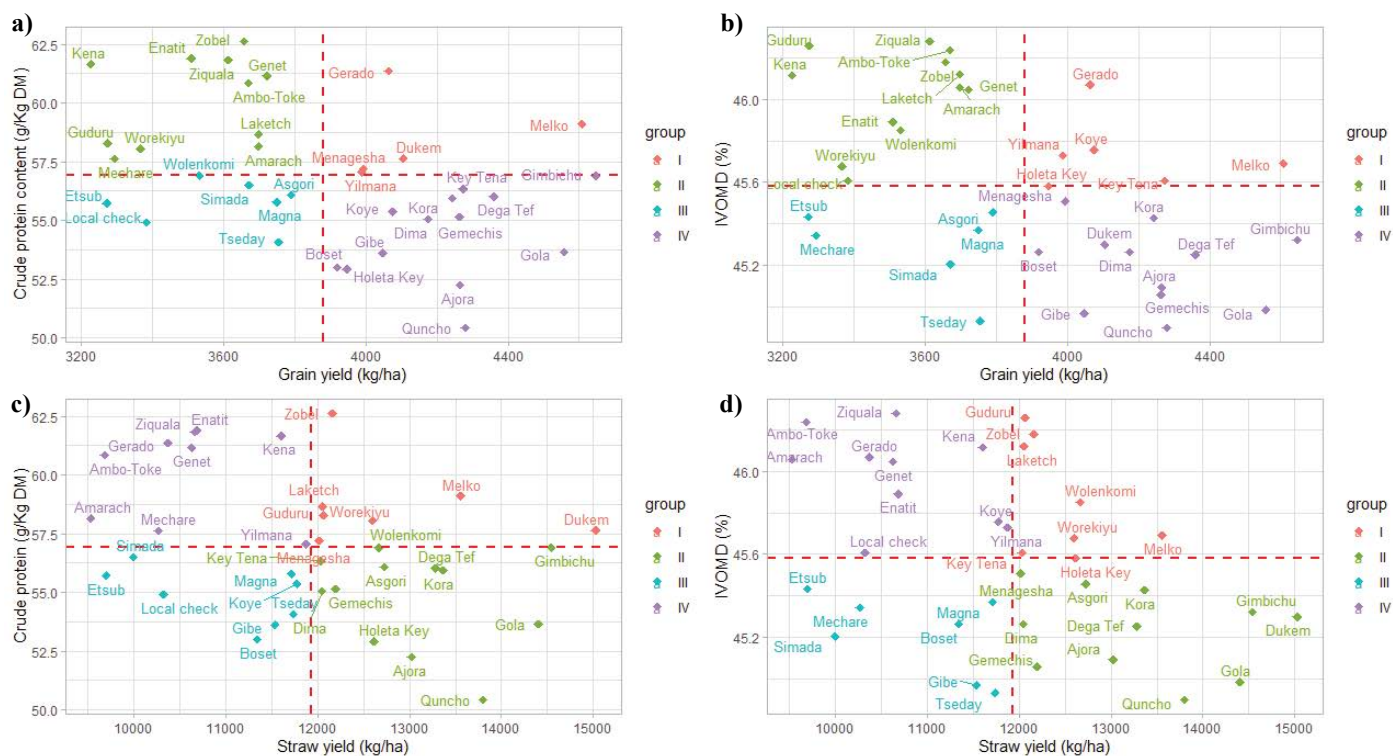 a)
Crude protein content (g/Kg DM)
62.5
60.0
57.5
55.0
52.5
50.0
Zobel
Enatit
Kena
Ziquala
Genet
Ambo-Toke
Gerado
Melko
Laketch
Guduru
Worekiyu
Amarach
Dukem
Mechare
Wolenkomi
Menagesha
Yilmana
Key Tena
Gimbichu
Etsub
Simada
Asgori
Local check
Magna
Koye
Kora
Dega Tef
Dima
Gemechis
Tseday
Gibe
Boset
Gola
Holeta Key
Ajora
Quncho
3200
3600
4000
4400
Grain yield (kg/ha)
group
I
II
III
IV
b)
IVOMD (%)
46.0
45.6
45.2
Guduru
Ziquala
Kena
Ambo-Toke
Zobel
Laketch
Genet
Amarach
Gerado
Enatit
Wolenkomi
Yilmana
Koye
Worekiyu
Melko
Local check
Holeta Key
Key Tena
Menagesha
Etsub
Asgori
Kora
Mechare
Magna
Dukem
Gimbichu
Boset
Dima
Dega Tef
Simada
Ajora
Gemechis
Tseday
Gibe
Gola
Quncho
3200
3600
4000
4400
Grain yield (kg/ha)
group
I
II
III
IV
c)
Crude protein (g/Kg DM)
62.5
60.0
57.5
55.0
52.5
50.0
Zobel
Ziquala
Enatit
Gerado
Genet
Kena
Ambo-Toke
Laketch
Melko
Amarach
Guduru
Worekiyu
Mechare
Dukem
Yilmana
Wolenkomi
Simada
Key Tena
Menagesha
Dega Tef
Gimbichu
Etsub
Magna
Asgori
Kora
Local check
Koye
Tseday
Gemechis
Gibe
Dima
Holeta Key
Gola
Boset
Ajora
Quncho
10000
11000
12000
13000
14000
15000
Straw yield (kg/ha)
group
I
II
III
IV
d)
IVOMD (%)
46.0
45.6
45.2
Ziquala
Guduru
Ambo-Toke
Gerado
Kena
Zobel
Amarach
Laketch
Genet
Enatit
Wolenkomi
Koye
Worekiyu
Local check
Yilmana
Melko
Key Tena
Holeta Key
Etsub
Menagesha
Asgori
Kora
Gimbichu
Mechare
Magna
Simada
Boset
Dima
Dega Tef
Dukem
Gemechis
Ajora
Gibe
Gola
Tseday
Quncho
10000
11000
12000
13000
14000
15000
Straw yield (kg/ha)
group
I
II
III
IV